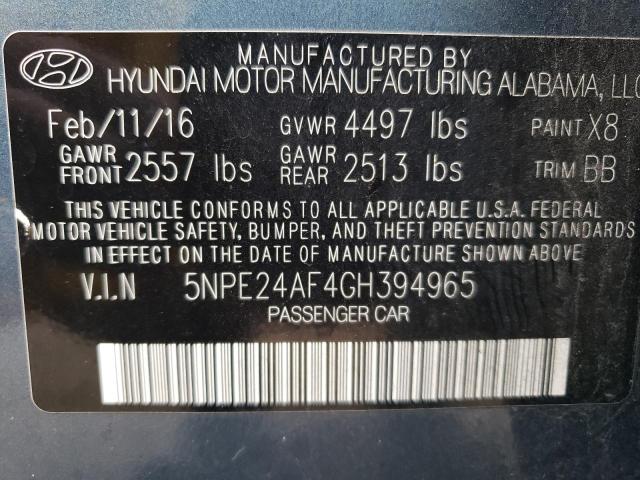 MANUFACTURED BY
HYUNDAI MOTOR MANUFACTURING ALABAMA, LLC
Feb/11/16 GVWR 4497 lbs PAINT X8
GAWR FRONT 2557 lbs GAWR REAR 2513 lbs TRIM BB
THIS VEHICLE CONFORMS TO ALL APPLICABLE U.S.A. FEDERAL
MOTOR VEHICLE SAFETY, BUMPER, AND THEFT PREVENTION STANDARDS
IN EFFECT ON THE DATE OF MANUFACTURE SHOWN ABOVE
V.I.N 5NPE24AF4GH394965
PASSENGER CAR